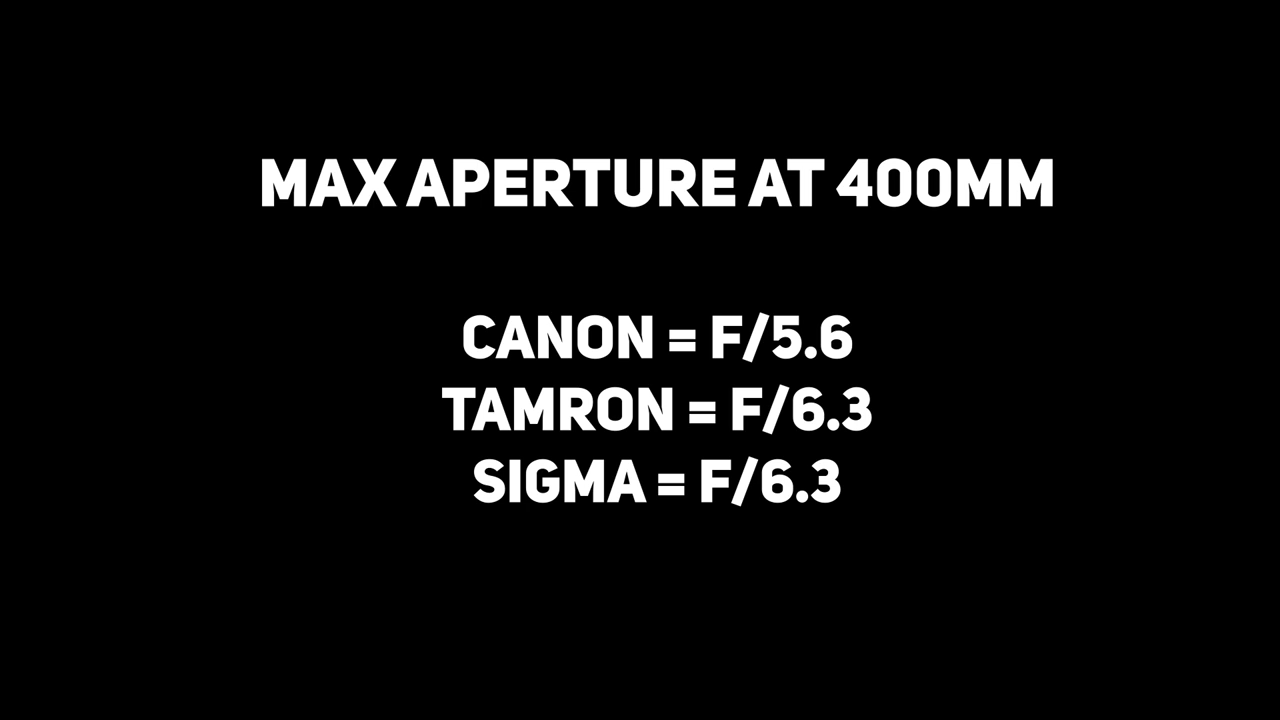 MAX APERTURE AT 400MM
CANON = F/5.6
TAMRON = F/6.3
SIGMA = F/6.3